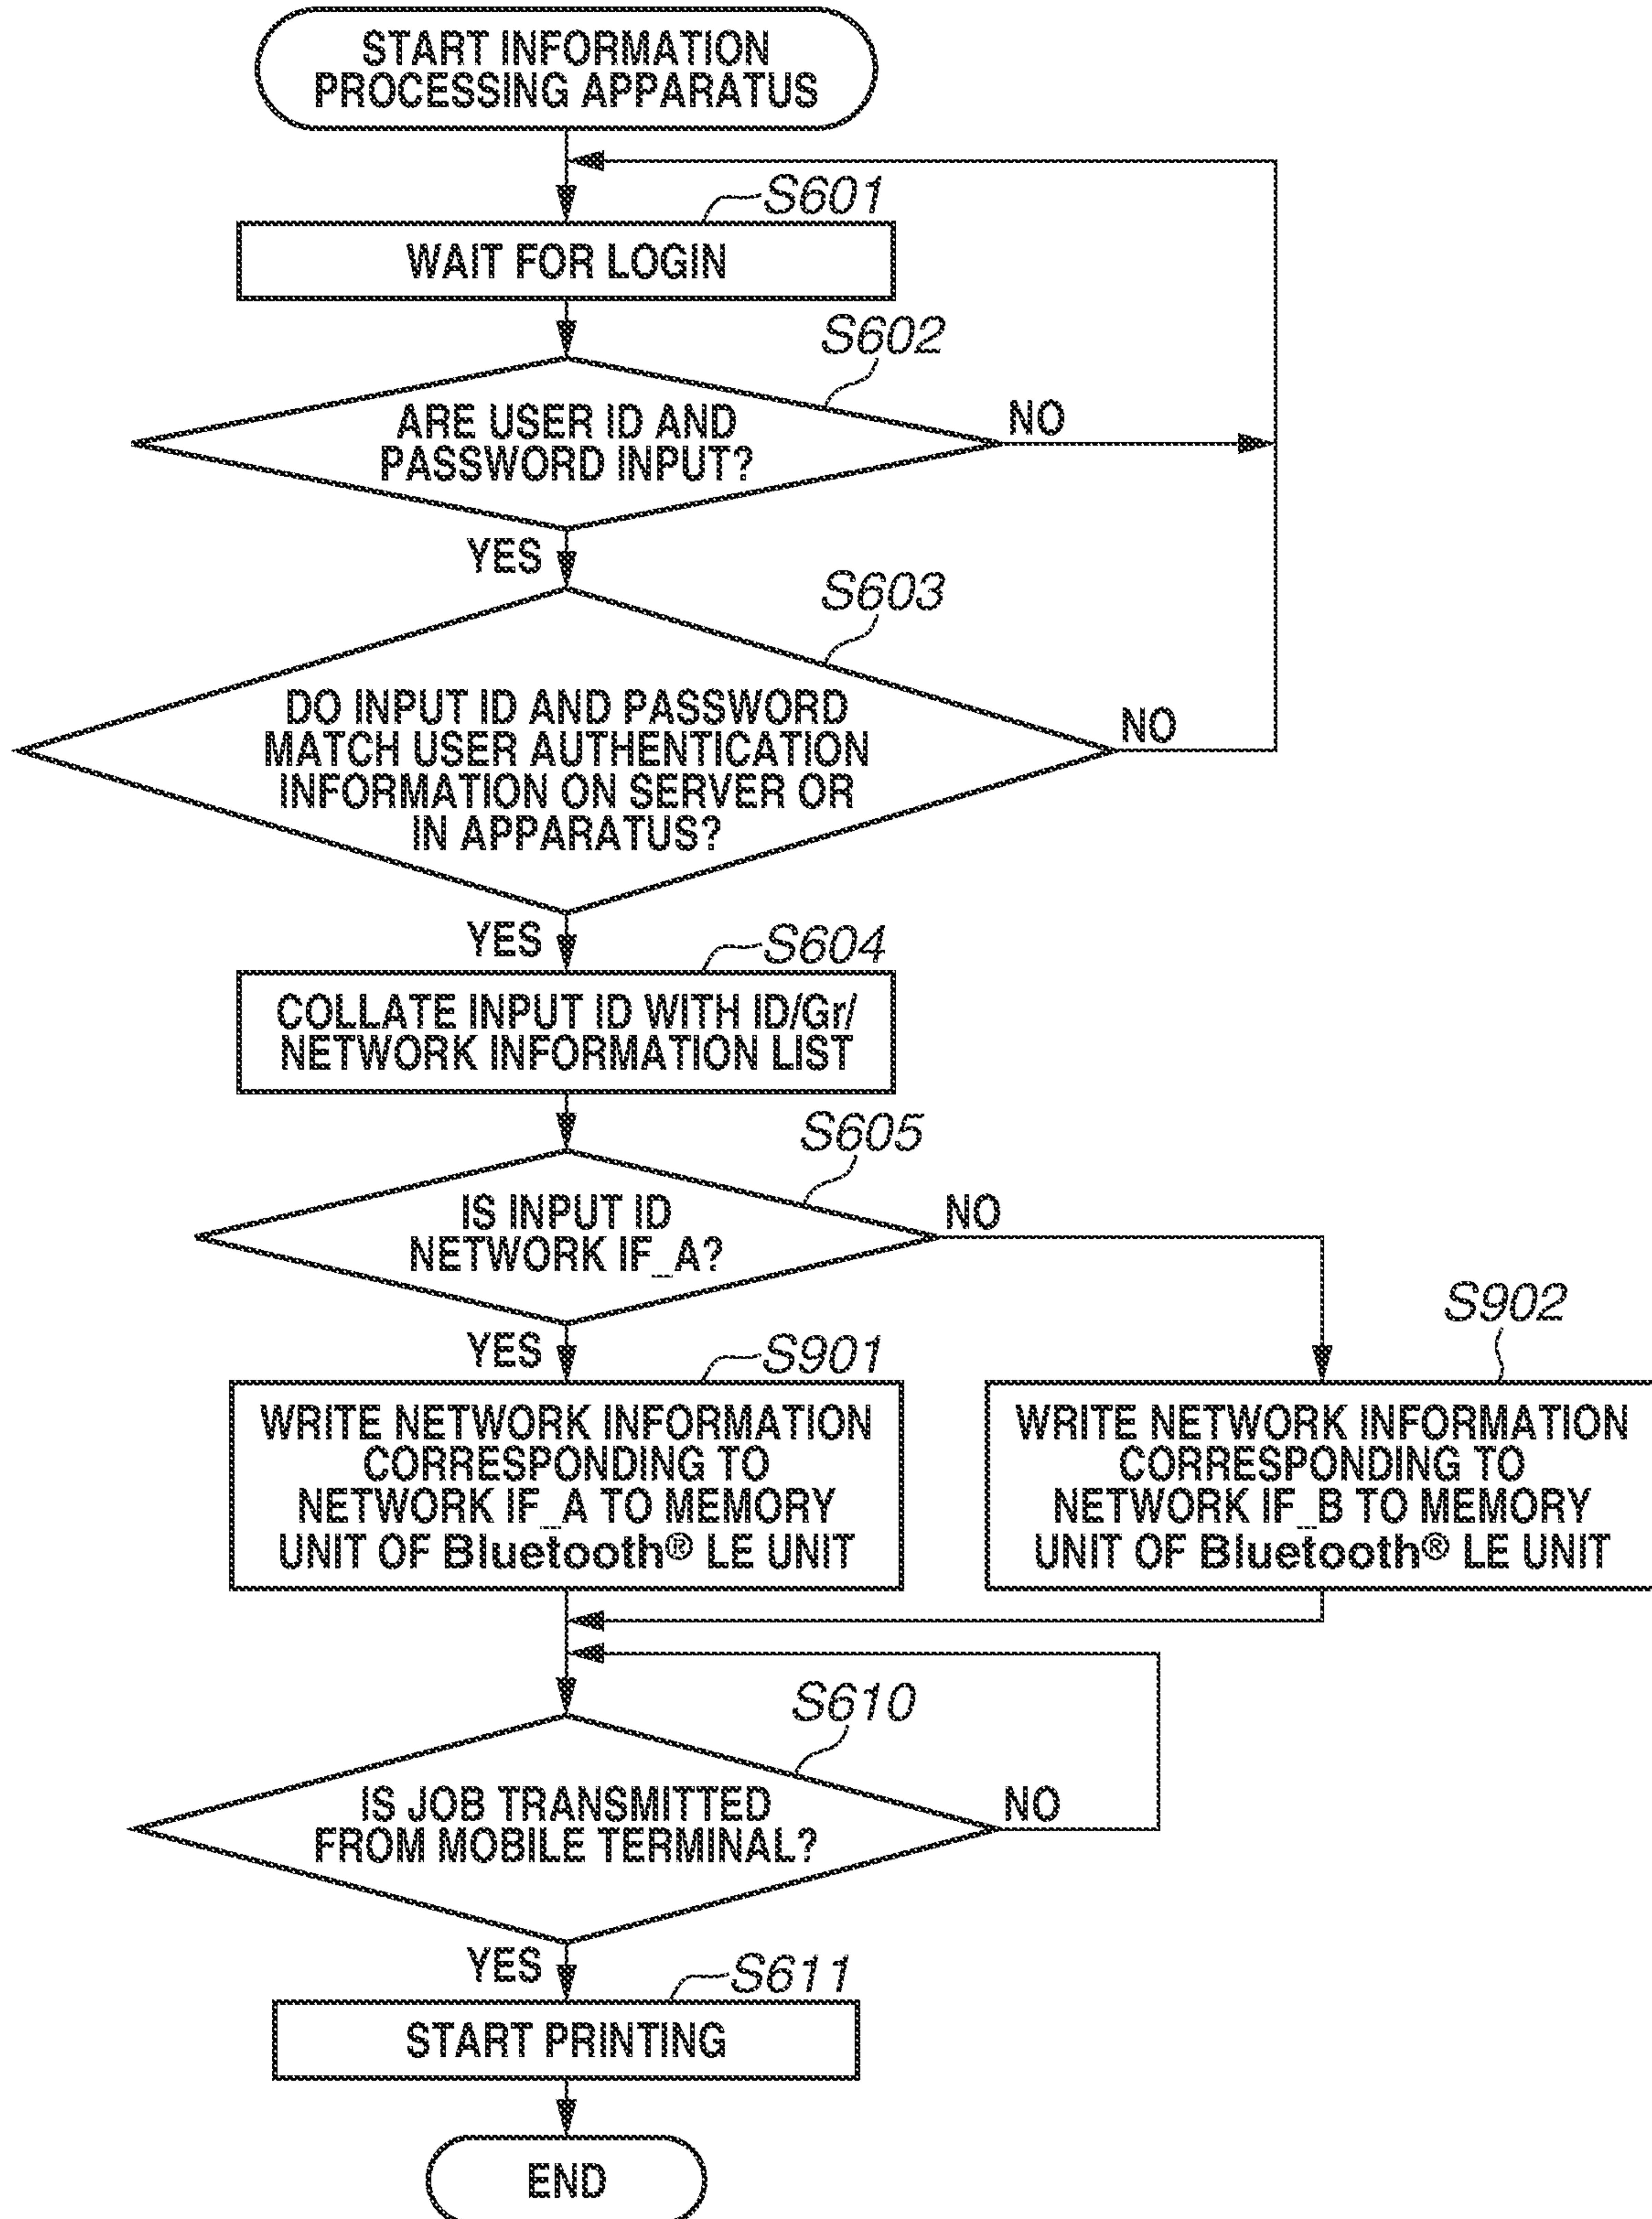 START INFORMATION
PROCESSING APPARATUS
S601
WAIT FOR LOGIN
S602
ARE USER ID AND
PASSWORD INPUT?
NO
YES
S603
DO INPUT ID AND PASSWORD
MATCH USER AUTHENTICATION
INFORMATION ON SERVER OR
IN APPARATUS?
NO
YES
S604
COLLATE INPUT ID WITH ID/Gr/
NETWORK INFORMATION LIST
S605
IS INPUT ID
NETWORK IF_A?
NO
YES
S901
WRITE NETWORK INFORMATION
CORRESPONDING TO
NETWORK IF_A TO MEMORY
UNIT OF Bluetooth® LE UNIT
S902
WRITE NETWORK INFORMATION
CORRESPONDING TO
NETWORK IF_B TO MEMORY
UNIT OF Bluetooth® LE UNIT
S610
IS JOB TRANSMITTED
FROM MOBILE TERMINAL?
NO
YES
S611
START PRINTING
END